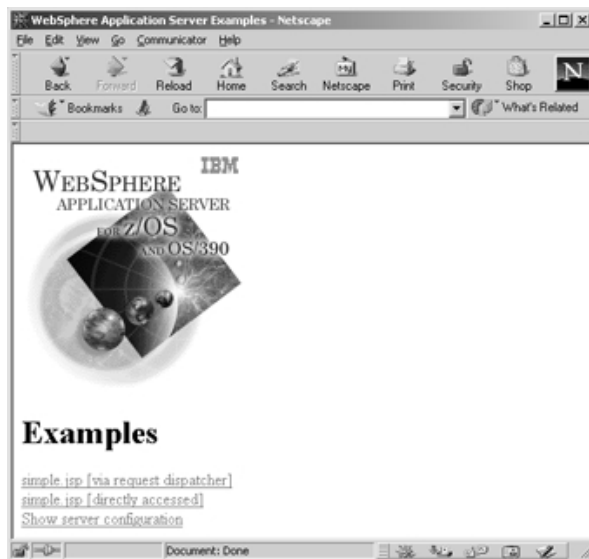 WebSphere Application Server Examples - Netscape
File Edit View Go Communicator Help
Back Forward Reload Home Search Netscape Print Security Shop
N
Bookmarks Go to: What's Related
IBM
WEBSPHERE
APPLICATION SERVER
FOR z/OS
AND OS/390
Examples
simple.jsp [via request dispatcher]
simple.jsp [directly accessed]
Show server configuration
Document: Done